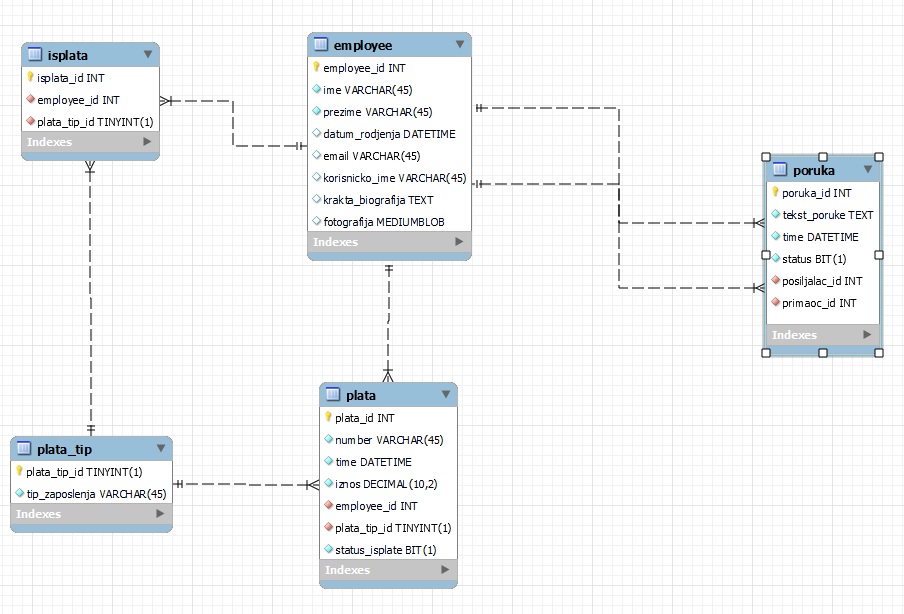 isplata
isplata_id INT
employee_id INT
plata_tip_id TINYINT(1)
Indexes
employee
employee_id INT
ime VARCHAR(45)
prezime VARCHAR(45)
datum_rodjenja DATETIME
email VARCHAR(45)
korisnicko_ime VARCHAR(45)
krakta_biografija TEXT
fotografija MEDIUMBLOB
Indexes
poruka
poruka_id INT
tekst_poruke TEXT
time DATETIME
status BIT(1)
posiljalac_id INT
primaoc_id INT
Indexes
plata_tip
plata_tip_id TINYINT(1)
tip_zaposlenja VARCHAR(45)
Indexes
plata
plata_id INT
number VARCHAR(45)
time DATETIME
iznos DECIMAL(10,2)
employee_id INT
plata_tip_id TINYINT(1)
status_isplate BIT(1)
Indexes